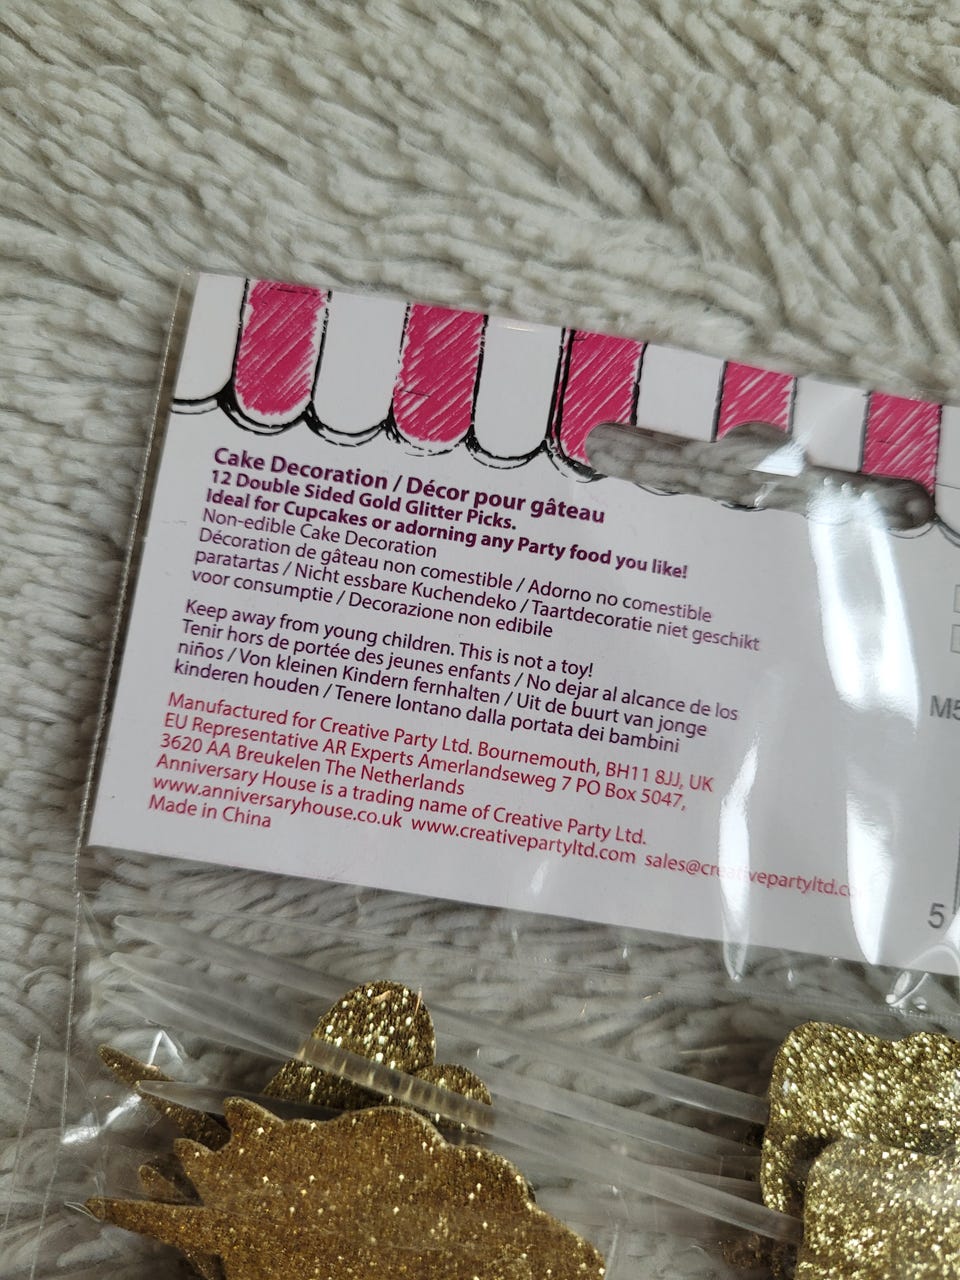 Cake Decoration / Décor pour gâteau
12 Double Sided Gold Glitter Picks.
Ideal for Cupcakes or adorning any Party food you like!
Non-edible Cake Decoration
Décoration de gâteau non comestible / Adorno no comestible
paratartas / Nicht essbare Kuchendeko / Taartdecoratie niet geschikt
voor consumptie / Decorazione non edibile
Keep away from young children. This is not a toy!
Tenir hors de portée des jeunes enfants / No dejar al alcance de los
niños / Von kleinen Kindern fernhalten / Uit de buurt van jonge
kinderen houden / Tenere lontano dalla portata dei bambini
Manufactured for Creative Party Ltd. Bournemouth, BH11 8JJ, UK
EU Representative AR Experts Amerlandseweg 7 PO Box 5047,
3620 AA Breukelen The Netherlands
Anniversary House is a trading name of Creative Party Ltd.
www.anniversaryhouse.co.uk www.creativepartyltd.com sales@creativepartyltd.co
Made in China
M5
5